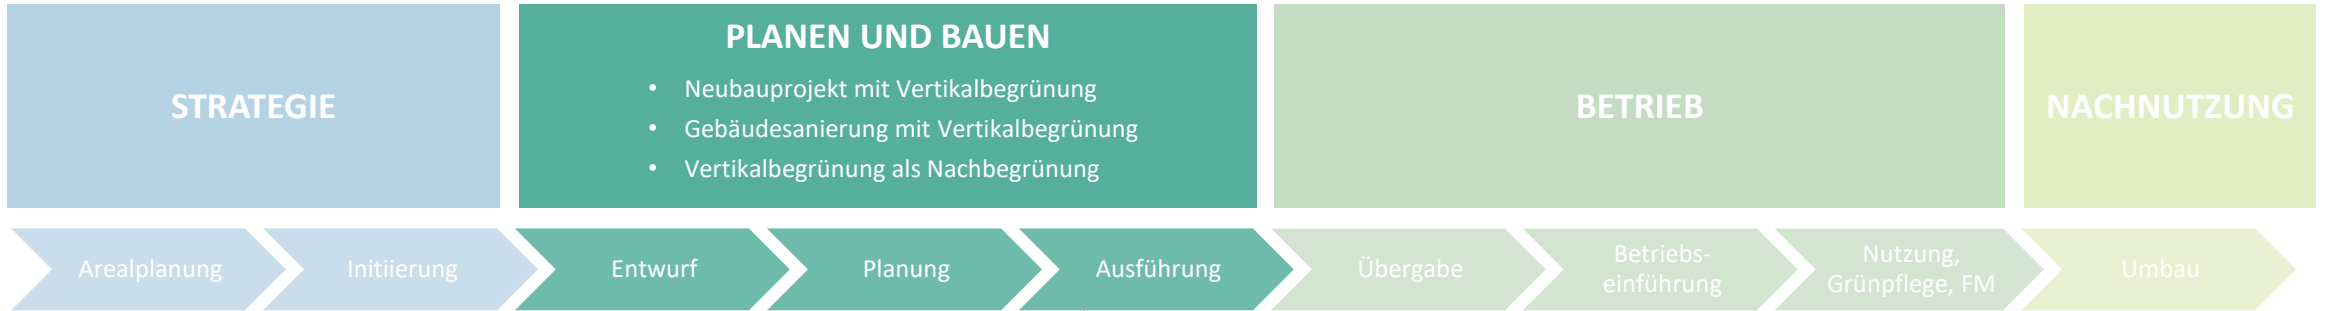 STRATEGIE
PLANEN UND BAUEN
• Neubauprojekt mit Vertikalbegrünung
• Gebäudesanierung mit Vertikalbegrünung
• Vertikalbegrünung als Nachbegrünung
BETRIEB
NACHNUTZUNG
Arealplanung
Initiierung
Entwurf
Planung
Ausführung
Übergabe
Betriebs-
einführung
Nutzung,
Grünpflege, FM
Umbau